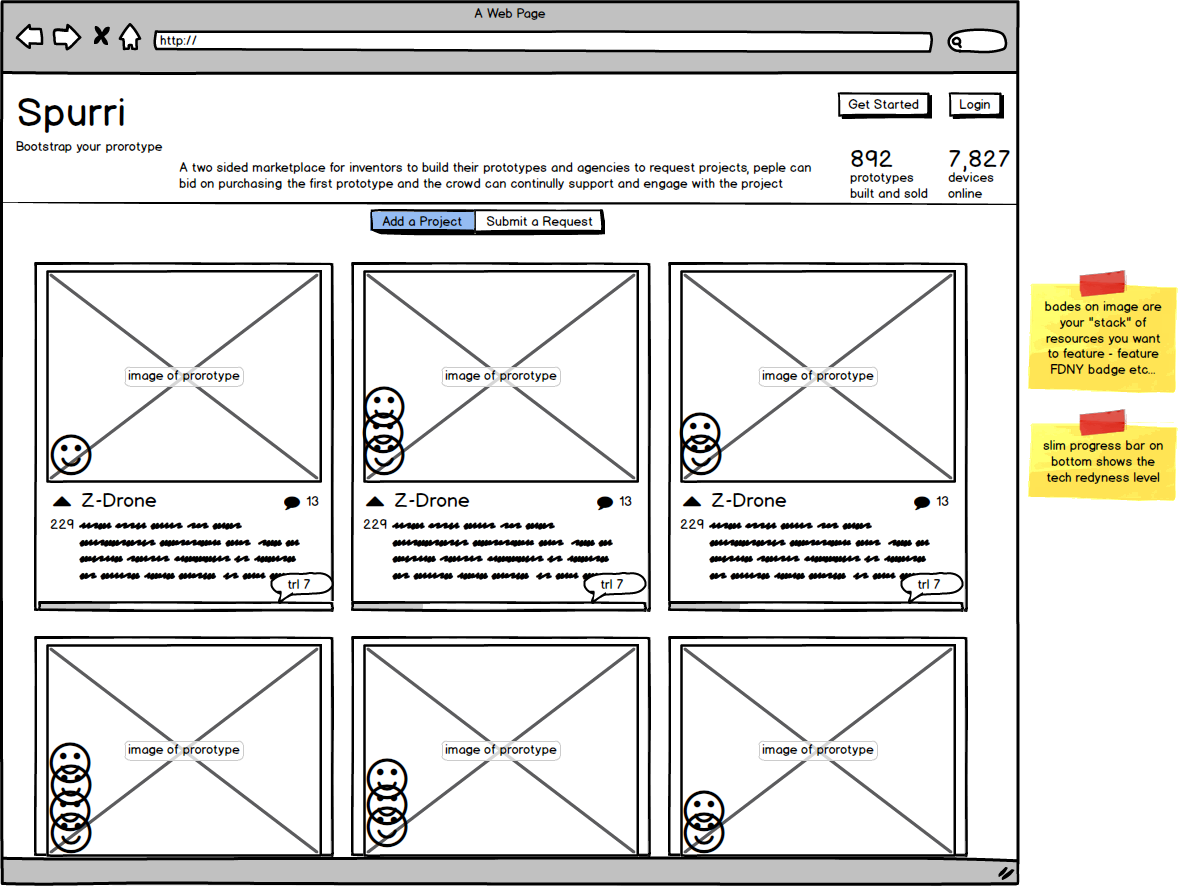 A Web Page
http://
Spurri
Get Started
Login
Bootstrap your prorotype
A two sided marketplace for inventors to build their prototypes and agencies to request projects, peple can
bid on purchasing the first prototype and the crowd can continully support and engage with the project
892
prototypes
built and sold
7,827
devices
online
Add a Project
Submit a Request
image of prorotype
image of prorotype
image of prorotype
Z-Drone
13
229
trl 7
Z-Drone
13
229
trl 7
Z-Drone
13
229
trl 7
image of prorotype
image of prorotype
image of prorotype
bades on image are
your "stack" of
resources you want
to feature - feature
FDNY badge etc...
slim progress bar on
bottom shows the
tech redyness level